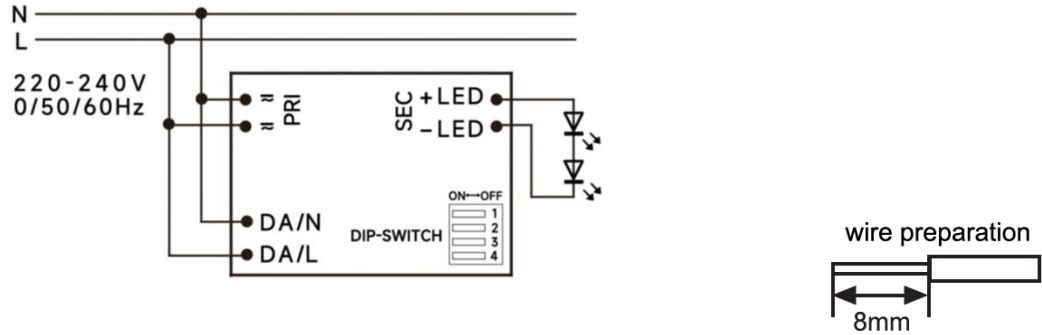 N
L
220-240V
0/50/60Hz
≂ PRI
≂
SEC
+LED
–LED
ON↔OFF
1
2
3
4
DIP-SWITCH
DA/N
DA/L
wire preparation
8mm